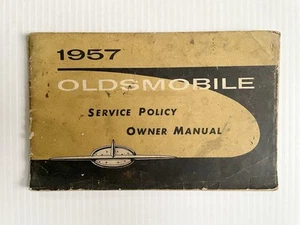 1957
OLDSMOBILE
SERVICE POLICY
OWNER MANUAL